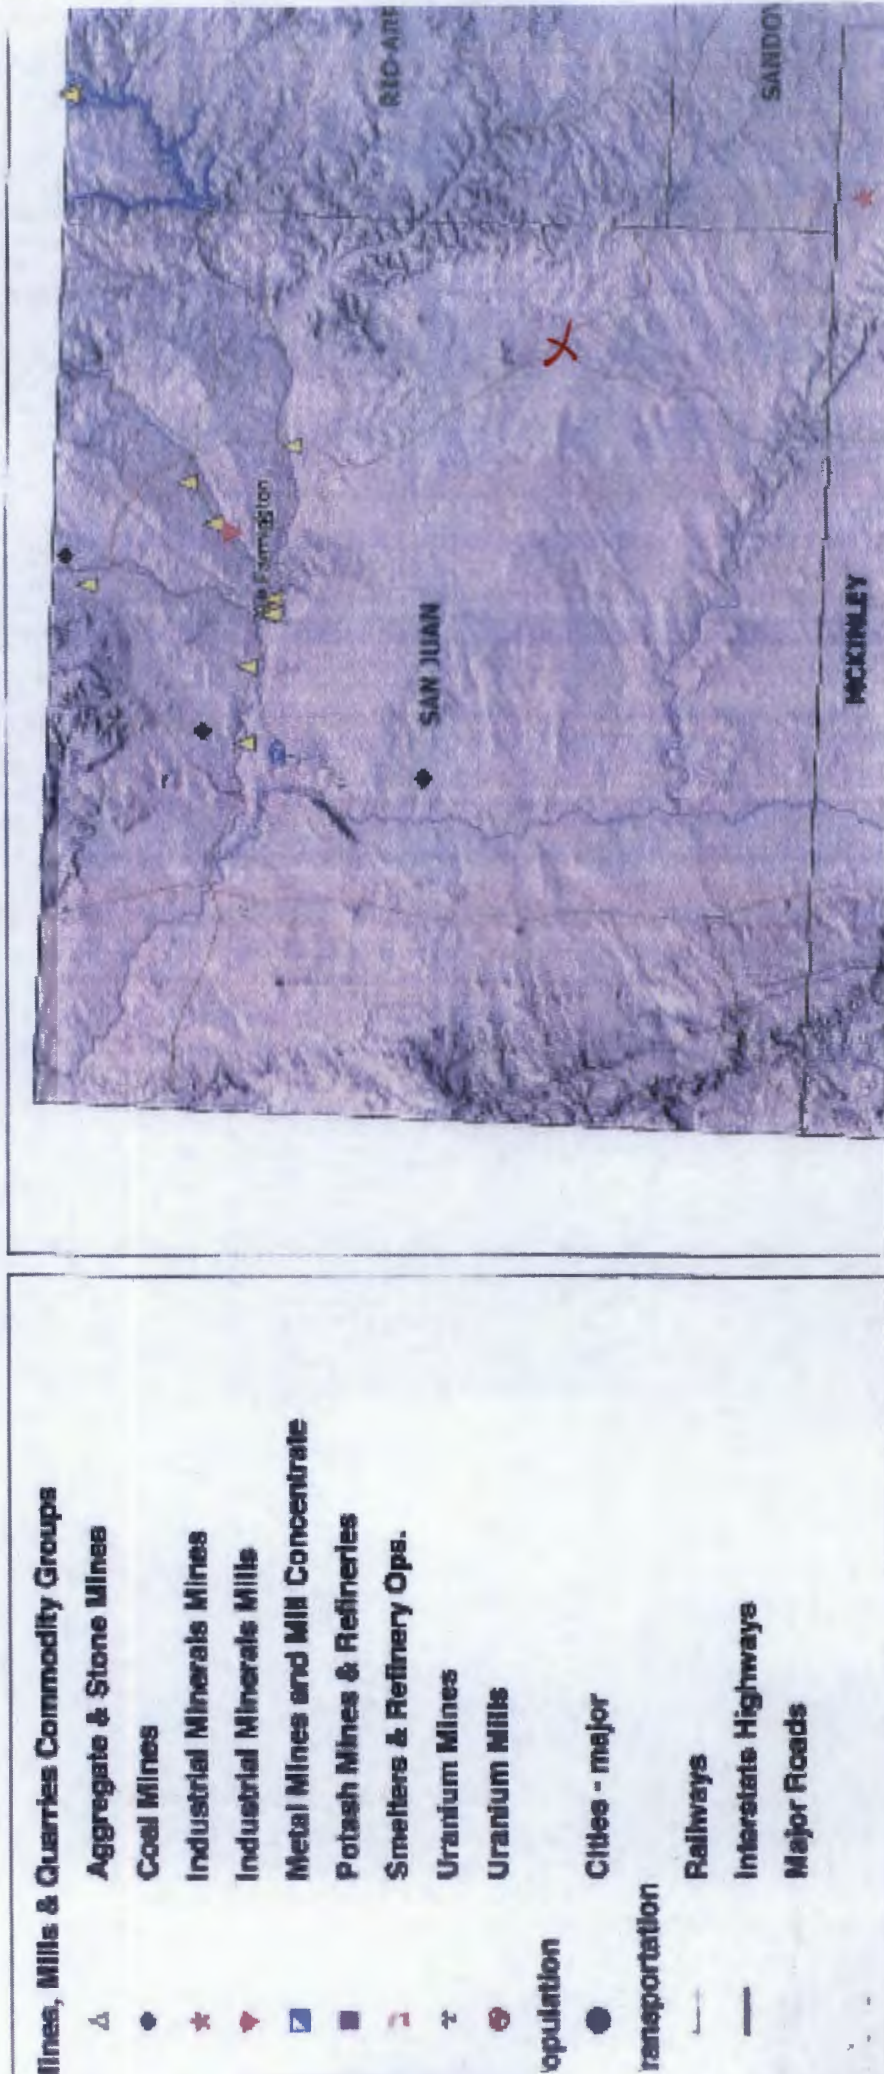 lines, Mills & Quarries Commodity Groups
Aggregate & Stone Mines
Coal Mines
Industrial Minerals Mines
Industrial Minerals Mills
Metal Mines and Mill Concentrate
Potash Mines & Refineries
Smelters & Refinery Ops.
Uranium Mines
Uranium Mills
opulation
Cities - major
ransportation
Railways
Interstate Highways
Major Roads
Farmington
SAN JUAN
MCKINLEY
RIO ARR
SANDOV